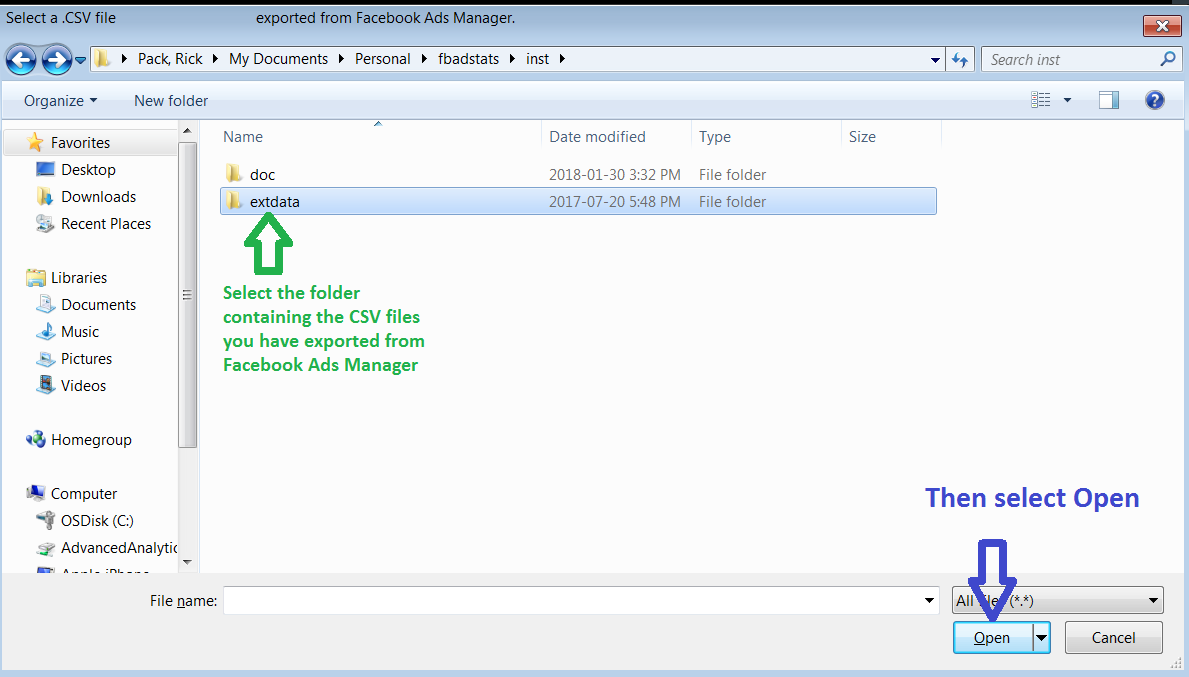 Select a .CSV file exported from Facebook Ads Manager.
Pack, Rick My Documents Personal fbadstats inst
Search inst
Organize New folder
Name Date modified Type Size
Favorites
Desktop
Downloads
Recent Places
Libraries
Documents
Music
Pictures
Videos
Homegroup
Computer
OSDisk (C:)
AdvancedAnalytic
doc 2018-01-30 3:32 PM File folder
extdata 2017-07-20 5:48 PM File folder
Select the folder
containing the CSV files
you have exported from
Facebook Ads Manager
Then select Open
File name:
All (*.*)
Open Cancel